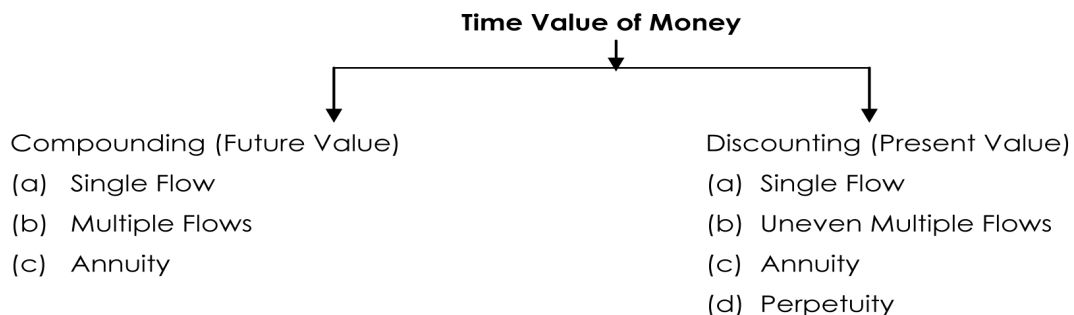 Time Value of Money
Compounding (Future Value)
(a) Single Flow
(b) Multiple Flows
(c) Annuity
Discounting (Present Value)
(a) Single Flow
(b) Uneven Multiple Flows
(c) Annuity
(d) Perpetuity